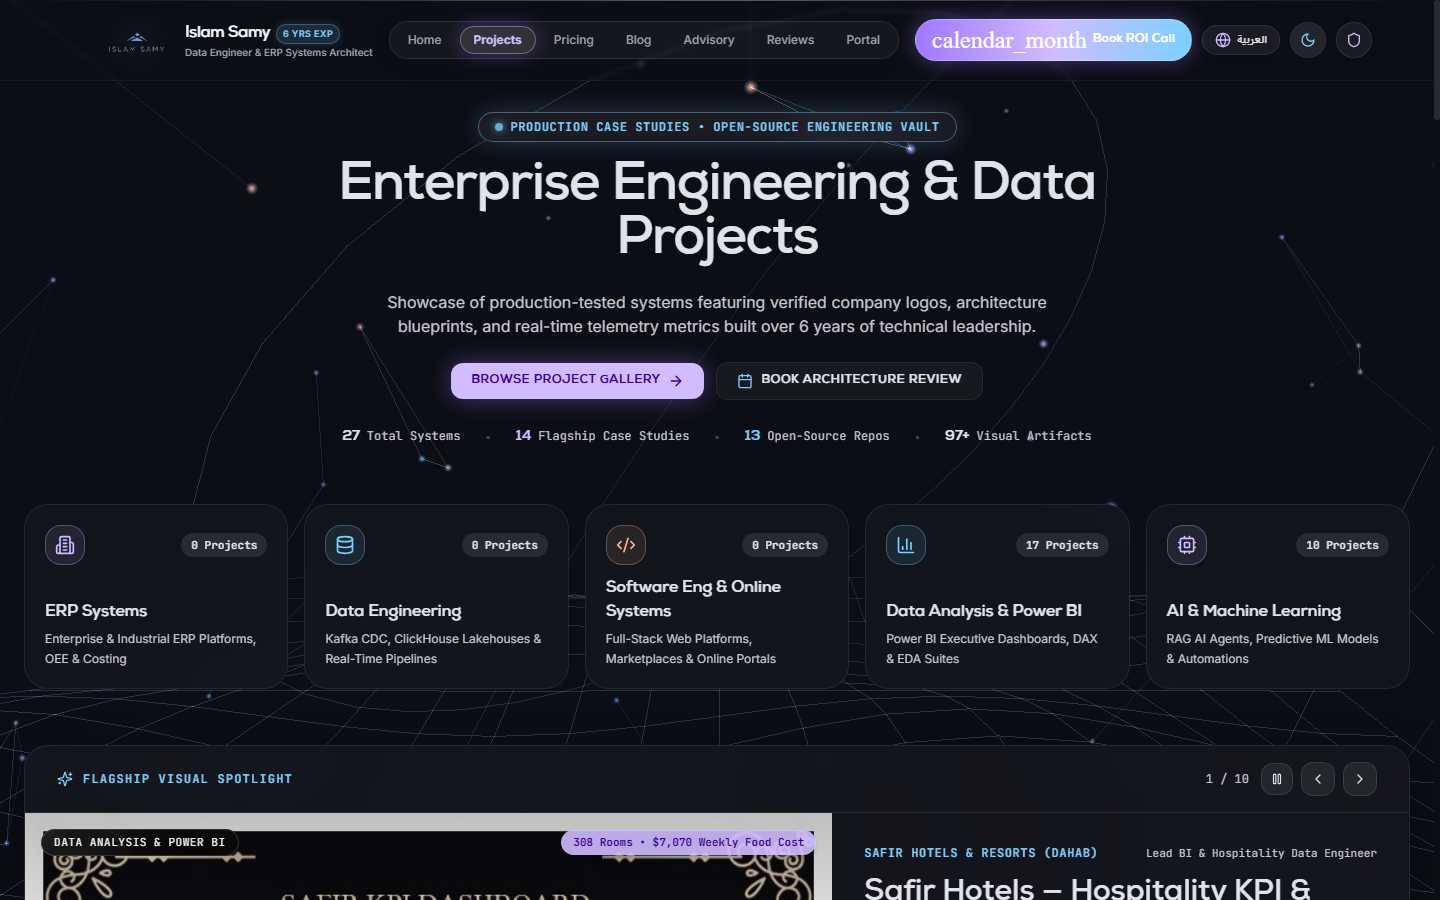 ISLAM SAMY
Islam Samy 6 YRS EXP
Data Engineer & ERP Systems Architect
Home
Projects
Pricing
Blog
Advisory
Reviews
Portal
calendar_month Book ROI Call
العربية
PRODUCTION CASE STUDIES • OPEN-SOURCE ENGINEERING VAULT
Enterprise Engineering & Data
Projects
Showcase of production-tested systems featuring verified company logos, architecture
blueprints, and real-time telemetry metrics built over 6 years of technical leadership.
BROWSE PROJECT GALLERY
BOOK ARCHITECTURE REVIEW
27 Total Systems
14 Flagship Case Studies
13 Open-Source Repos
97+ Visual Artifacts
0 Projects
ERP Systems
Enterprise & Industrial ERP Platforms,
OEE & Costing
0 Projects
Data Engineering
Kafka CDC, ClickHouse Lakehouses &
Real-Time Pipelines
0 Projects
Software Eng & Online
Systems
Full-Stack Web Platforms,
Marketplaces & Online Portals
17 Projects
Data Analysis & Power BI
Power BI Executive Dashboards, DAX
& EDA Suites
10 Projects
AI & Machine Learning
RAG AI Agents, Predictive ML Models
& Automations
FLAGSHIP VISUAL SPOTLIGHT
1 / 10
DATA ANALYSIS & POWER BI
308 Rooms • $7,070 Weekly Food Cost
SAFIR KPI DASHBOARD
SAFIR HOTELS & RESORTS (DAHAB)
Lead BI & Hospitality Data Engineer
Safir Hotels — Hospitality KPI &